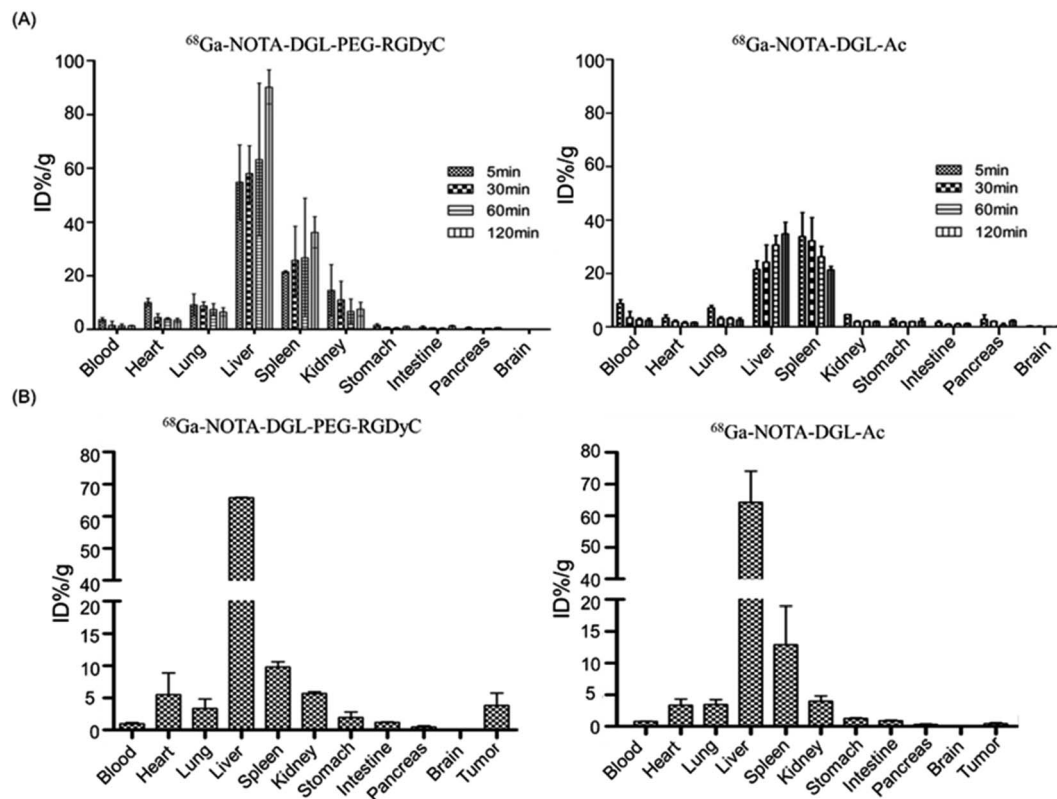 (A)
⁶⁸Ga-NOTA-DGL-PEG-RGDyC
ID%/g
100
80
60
40
20
0
5min
30min
60min
120min
Blood
Heart
Lung
Liver
Spleen
Kidney
Stomach
Intestine
Pancreas
Brain
⁶⁸Ga-NOTA-DGL-Ac
ID%/g
100
80
60
40
20
0
5min
30min
60min
120min
Blood
Heart
Lung
Liver
Spleen
Kidney
Stomach
Intestine
Pancreas
Brain
(B)
⁶⁸Ga-NOTA-DGL-PEG-RGDyC
ID%/g
80
70
60
50
40
20
15
10
5
0
Blood
Heart
Lung
Liver
Spleen
Kidney
Stomach
Intestine
Pancreas
Brain
Tumor
⁶⁸Ga-NOTA-DGL-Ac
ID%/g
80
70
60
50
40
20
15
10
5
0
Blood
Heart
Lung
Liver
Spleen
Kidney
Stomach
Intestine
Pancreas
Brain
Tumor